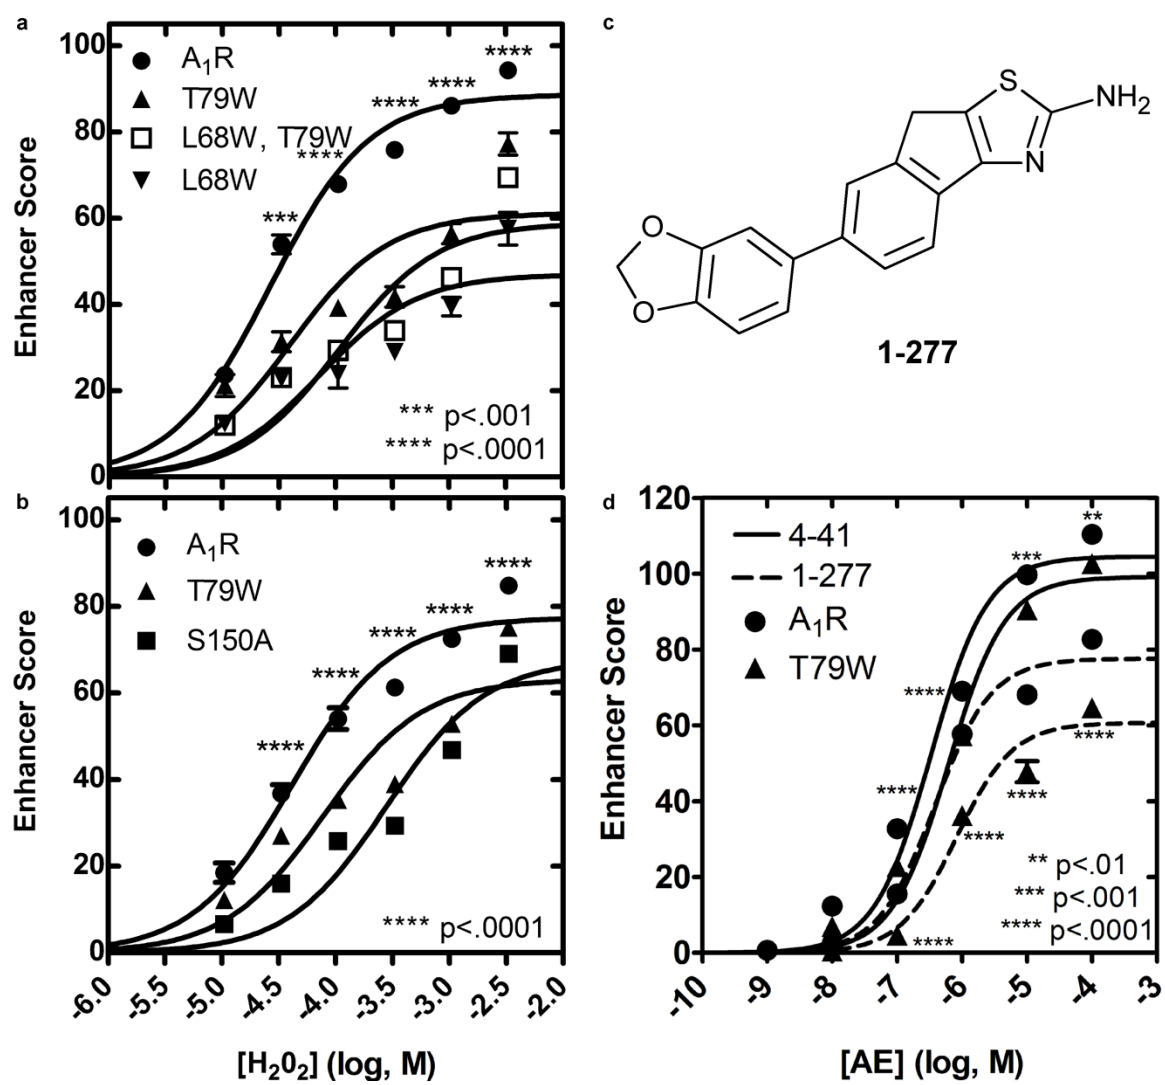 a
100
80
60
40
20
0
Enhancer Score
A₁R
T79W
L68W, T79W
L68W
***
****
****
****
****
*** p<.001
**** p<.0001
b
100
80
60
40
20
0
Enhancer Score
A₁R
T79W
S150A
****
****
****
****
****
**** p<.0001
-6.0
-5.5
-5.0
-4.5
-4.0
-3.5
-3.0
-2.5
-2.0
[H₂0₂] (log, M)
c
S
NH₂
N
O
O
1-277
d
120
100
80
60
40
20
0
Enhancer Score
4-41
1-277
A₁R
T79W
**
***
****
****
****
****
****
****
** p<.01
*** p<.001
**** p<.0001
-10
-9
-8
-7
-6
-5
-4
-3
[AE] (log, M)